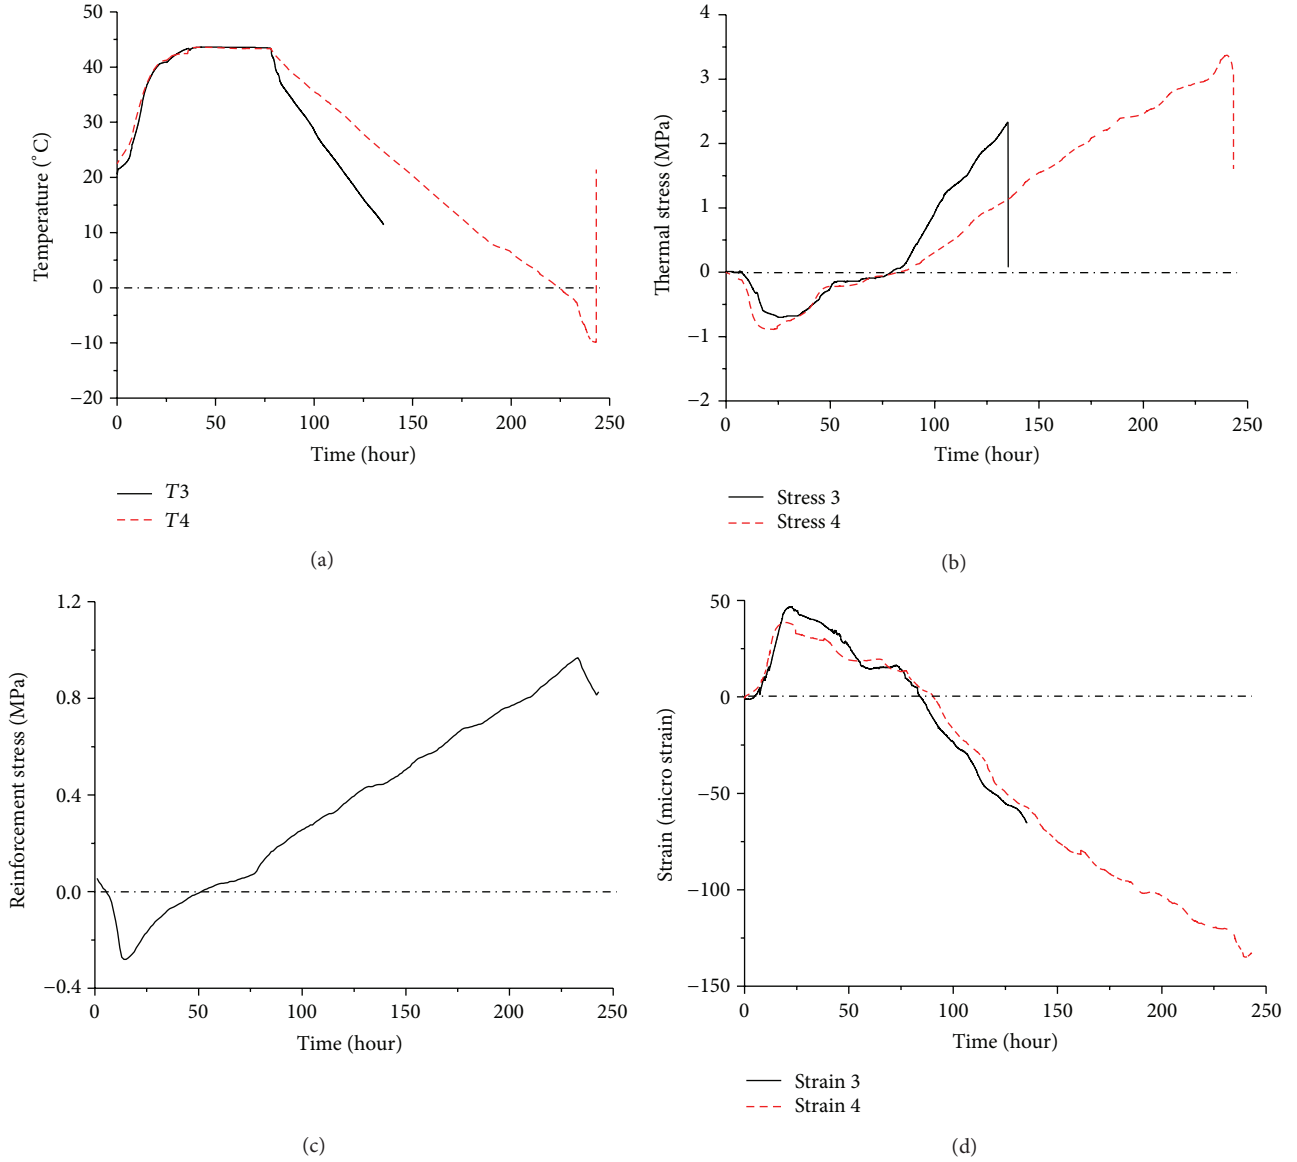 50
40
30
20
10
0
−10
−20
Temperature (°C)
0
50
100
150
200
250
Time (hour)
T3
T4
(a)
4
3
2
1
0
−1
−2
Thermal stress (MPa)
0
50
100
150
200
250
Time (hour)
Stress 3
Stress 4
(b)
1.2
1.0
0.8
0.4
0.0
−0.4
Reinforcement stress (MPa)
0
50
100
150
200
250
Time (hour)
(c)
50
0
−50
−100
−150
Strain (micro strain)
0
50
100
150
200
250
Time (hour)
Strain 3
Strain 4
(d)